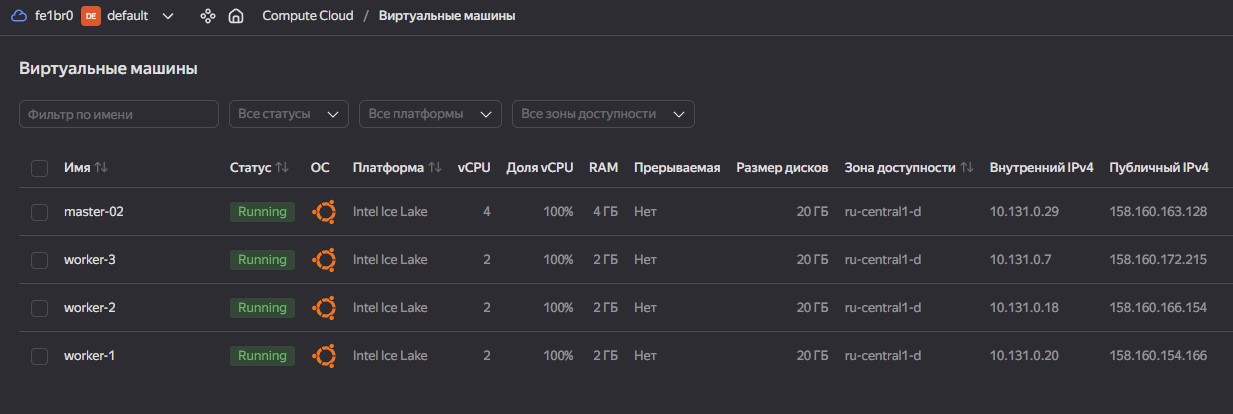 fe1br0 DE default Compute Cloud / Виртуальные машины
Виртуальные машины
Фильтр по имени Все статусы Все платформы Все зоны доступности
Имя Статус ОС Платформа vCPU Доля vCPU RAM Прерываемая Размер дисков Зона доступности Внутренний IPv4 Публичный IPv4
master-02 Running Intel Ice Lake 4 100% 4 ГБ Нет 20 ГБ ru-central1-d 10.131.0.29 158.160.163.128
worker-3 Running Intel Ice Lake 2 100% 2 ГБ Нет 20 ГБ ru-central1-d 10.131.0.7 158.160.172.215
worker-2 Running Intel Ice Lake 2 100% 2 ГБ Нет 20 ГБ ru-central1-d 10.131.0.18 158.160.166.154
worker-1 Running Intel Ice Lake 2 100% 2 ГБ Нет 20 ГБ ru-central1-d 10.131.0.20 158.160.154.166